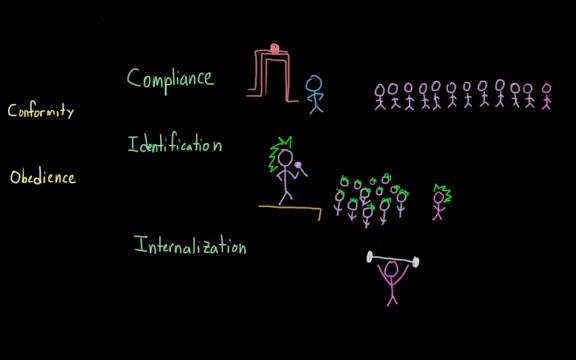 Compliance
Conformity
Identification
Obedience
Internalization